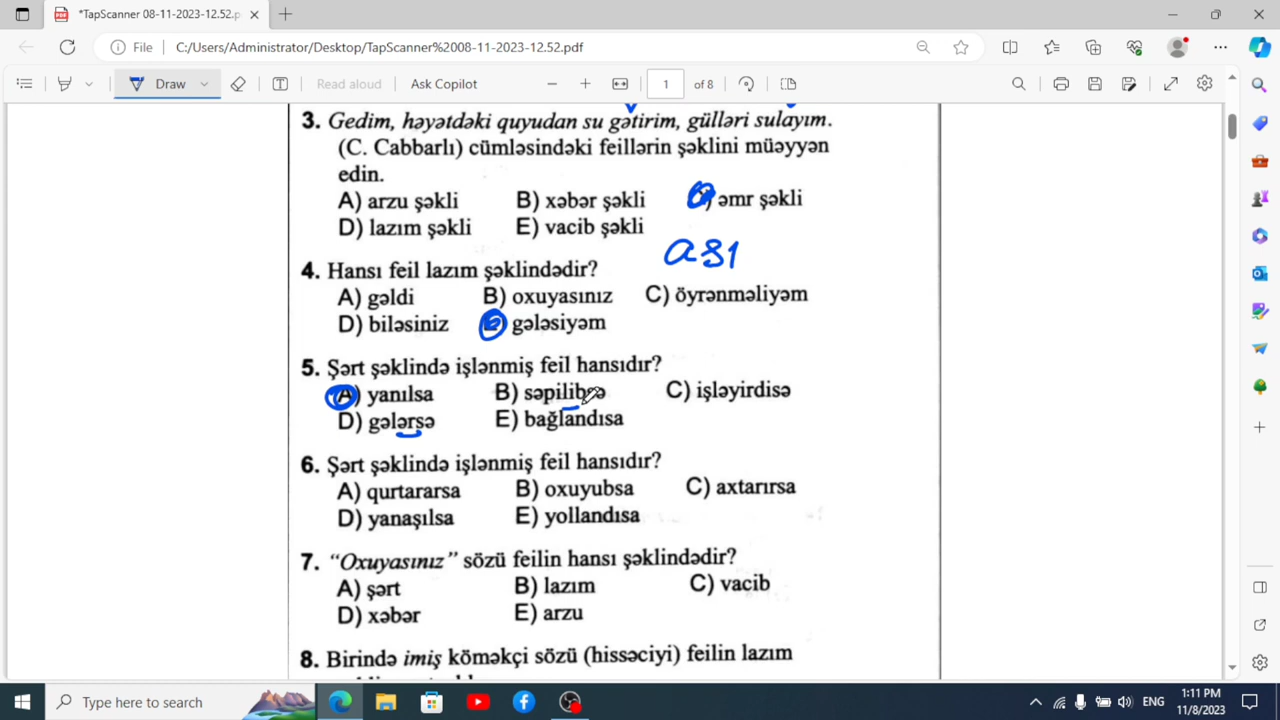 *TapScanner 08-11-2023-12.52.p
File C:/Users/Administrator/Desktop/TapScanner%2008-11-2023-12.52.pdf
Draw Read aloud Ask Copilot 1 of 8
3. Gedim, həyətdəki quyudan su gətirim, gülləri sulayım.
(C. Cabbarlı) cümləsindəki feillərin şəklini müəyyən
edin.
A) arzu şəkli B) xəbər şəkli əmr şəkli
D) lazım şəkli E) vacib şəkli
ası
4. Hansı feil lazım şəklindədir?
A) gəldi B) oxuyasınız C) öyrənməliyəm
D) biləsiniz gələsiyəm
5. Şərt şəklində işlənmiş feil hansıdır?
A) yanılsa B) səpilibsə C) işləyirdisə
D) gələrsə E) bağlandısa
6. Şərt şəklində işlənmiş feil hansıdır?
A) qurtararsa B) oxuyubsa C) axtarırsa
D) yanaşılsa E) yollandısa
7. “Oxuyasınız” sözü feilin hansı şəklindədir?
A) şərt B) lazım C) vacib
D) xəbər E) arzu
8. Birində imiş köməkçi sözü (hissəciyi) feilin lazım
Type here to search ENG 1:11 PM
11/8/2023